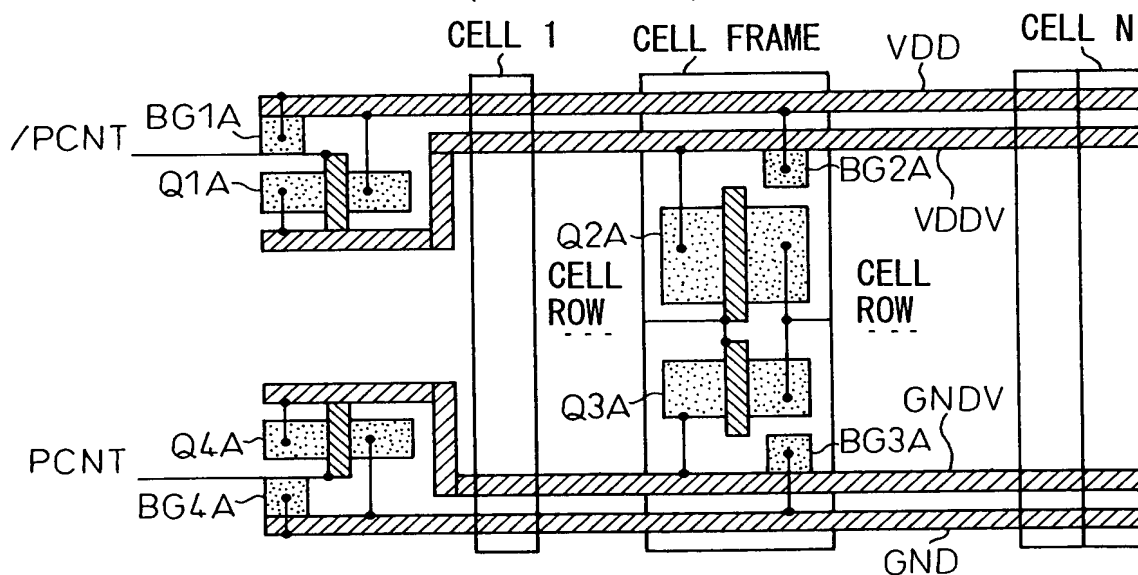 CELL 1
CELL FRAME
VDD
CELL N
BG1A
/PCNT
Q1A
BG2A
VDDV
Q2A
CELL
ROW
---
CELL
ROW
---
Q3A
GNDV
Q4A
PCNT
BG3A
BG4A
GND